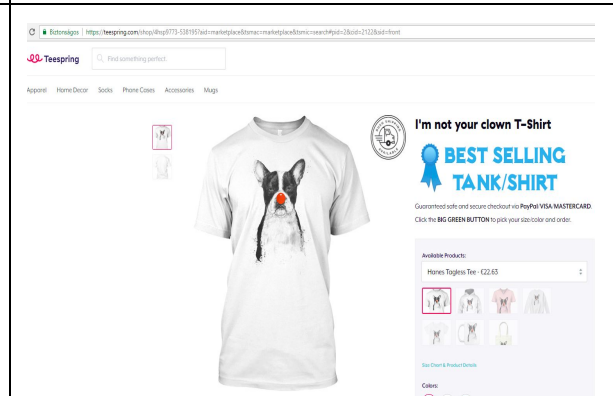 Biztonságos | https://teespring.com/shop/4hsp9773-538195?aid=marketplace&tsmac=marketplace&tsmic=search#pid=2&cid=2122&sid=front
Teespring
Find something perfect
Apparel Home Decor Socks Phone Cases Accessories Mugs
I'm not your clown T-Shirt
BEST SELLING
TANK/SHIRT
Guaranteed safe and secure checkout via PayPal/VISA/MASTERCARD.
Click the BIG GREEN BUTTON to pick your size/color and order.
Available Products:
Hanes Tagless Tee - €22.63
Size Chart & Product Details
Colors: